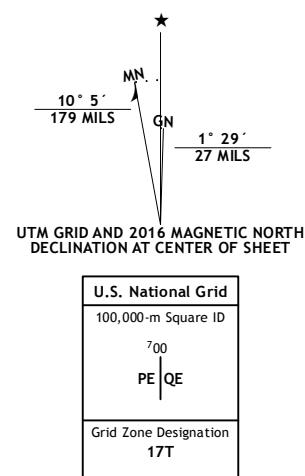 ★
MN
GN
10° 5´
179 MILS
1° 29´
27 MILS
UTM GRID AND 2016 MAGNETIC NORTH
DECLINATION AT CENTER OF SHEET
U.S. National Grid
100,000-m Square ID
⁷00
PE QE
Grid Zone Designation
17T